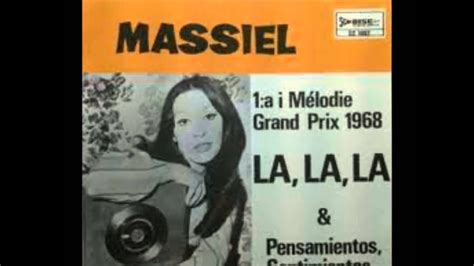 MASSIEL
1:a i Mélodie
Grand Prix 1968
LA, LA, LA
&
Pensamientos,